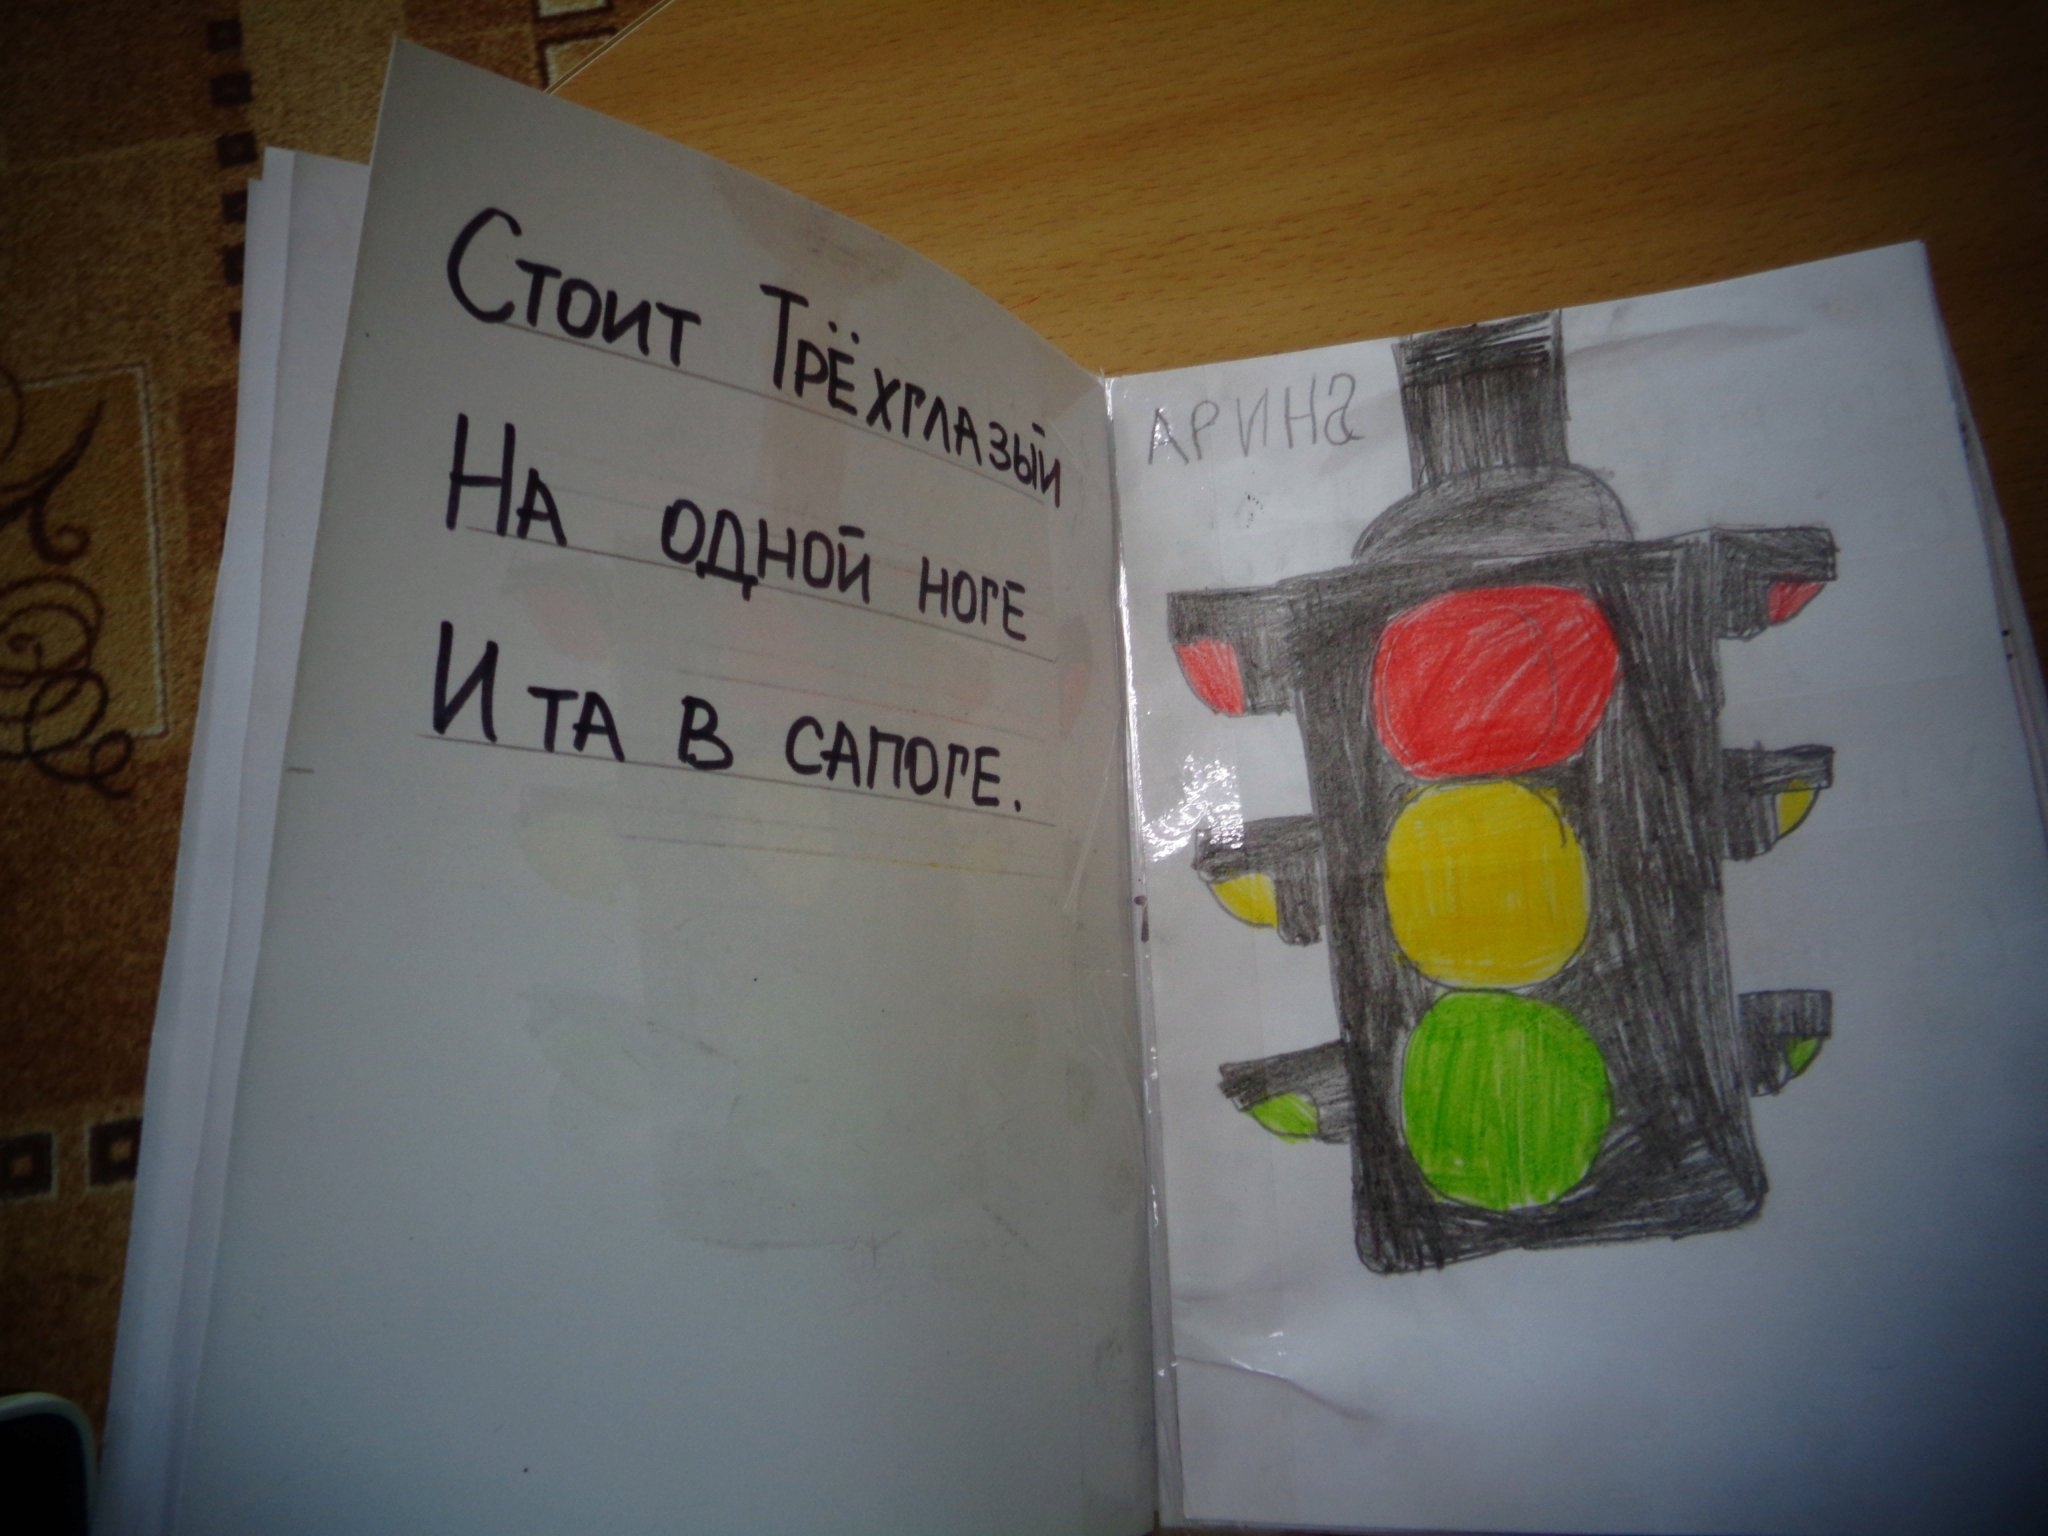 Стоит Трёхглазый
На одной ноге
И та в сапоге.
АРИНА